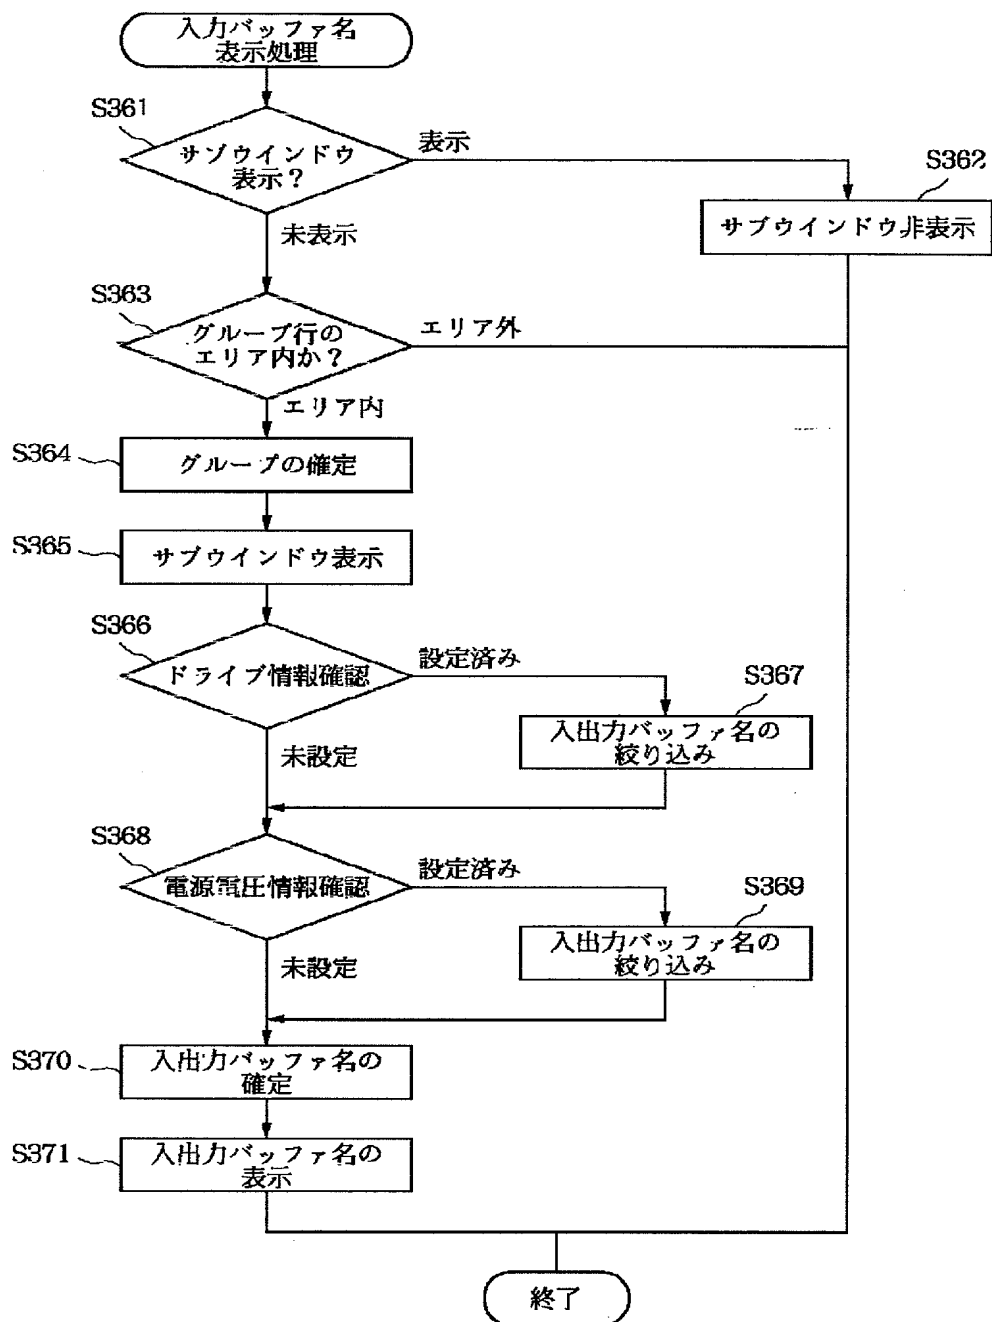 入力バッファ名
表示処理
S361
サブウインドウ
表示？
表示
S362
サブウインドウ非表示
未表示
S363
グループ行の
エリア内か？
エリア外
エリア内
S364
グループの確定
S365
サブウインドウ表示
S366
ドライブ情報確認
設定済み
S367
入出力バッファ名の
絞り込み
未設定
S368
電源電圧情報確認
設定済み
S369
入出力バッファ名の
絞り込み
未設定
S370
入出力バッファ名の
確定
S371
入出力バッファ名の
表示
終了